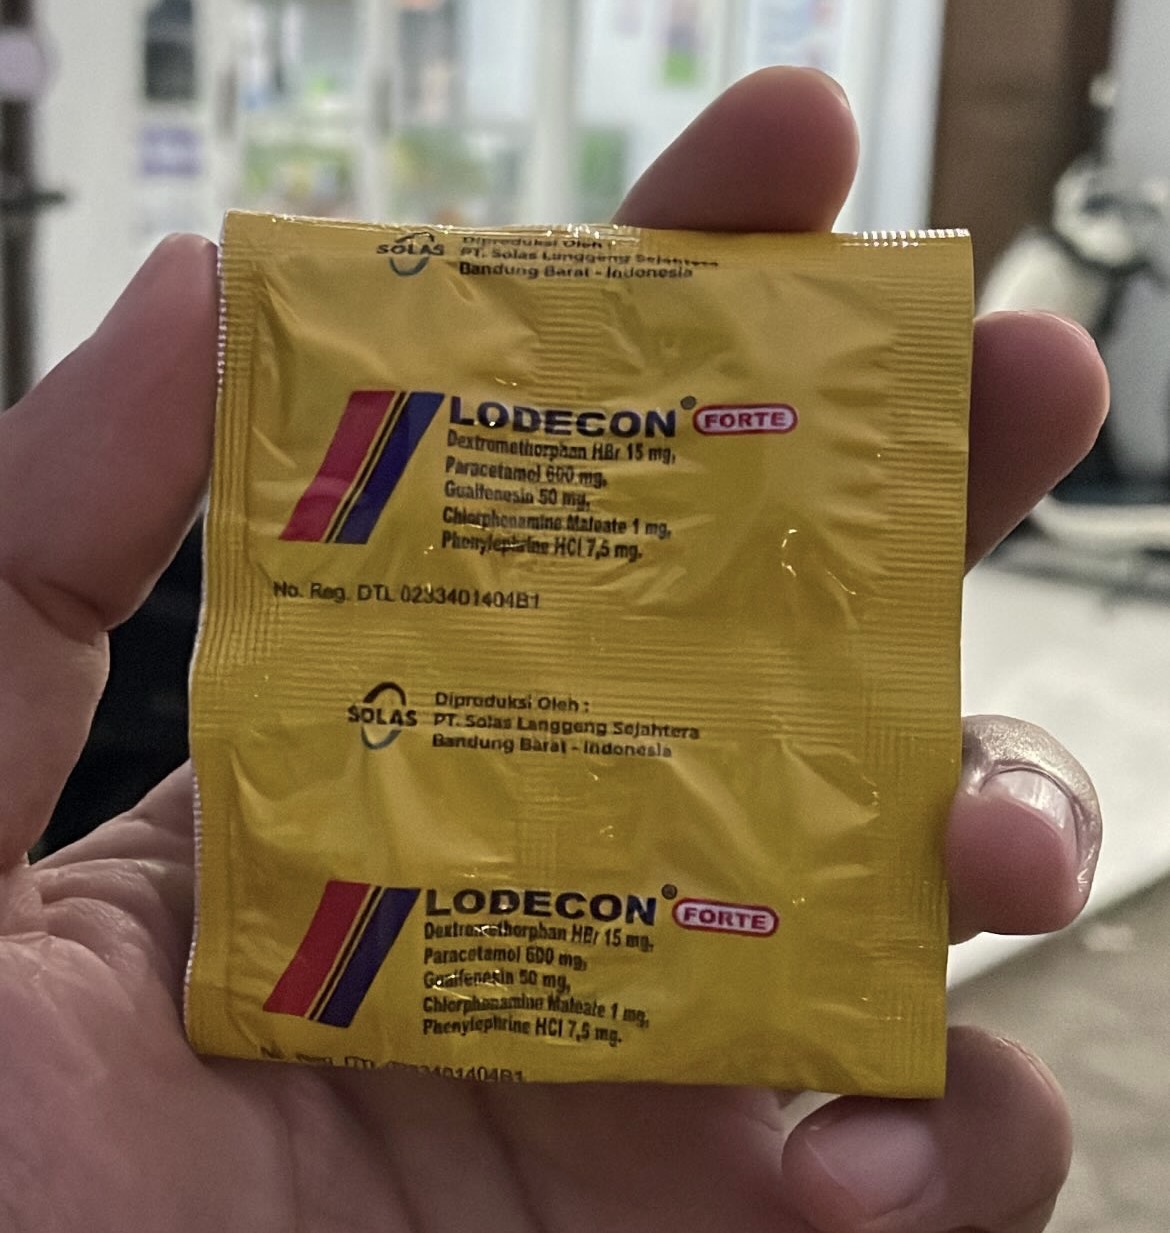 SOLAS
Diproduksi Oleh :
PT. Solas Langgeng Sejahtera
Bandung Barat - Indonesia
LODECON® FORTE
Dextromethorphan HBr 15 mg,
Paracetamol 600 mg,
Guaifenesin 50 mg,
Chlorphenamine Maleate 1 mg,
Phenylephrine HCl 7,5 mg.
No. Reg. DTL 0233401404B1
SOLAS
Diproduksi Oleh :
PT. Solas Langgeng Sejahtera
Bandung Barat - Indonesia
LODECON® FORTE
Dextromethorphan HBr 15 mg,
Paracetamol 600 mg,
Guaifenesin 50 mg,
Chlorphenamine Maleate 1 mg,
Phenylephrine HCl 7,5 mg.
DTL 3401404B1